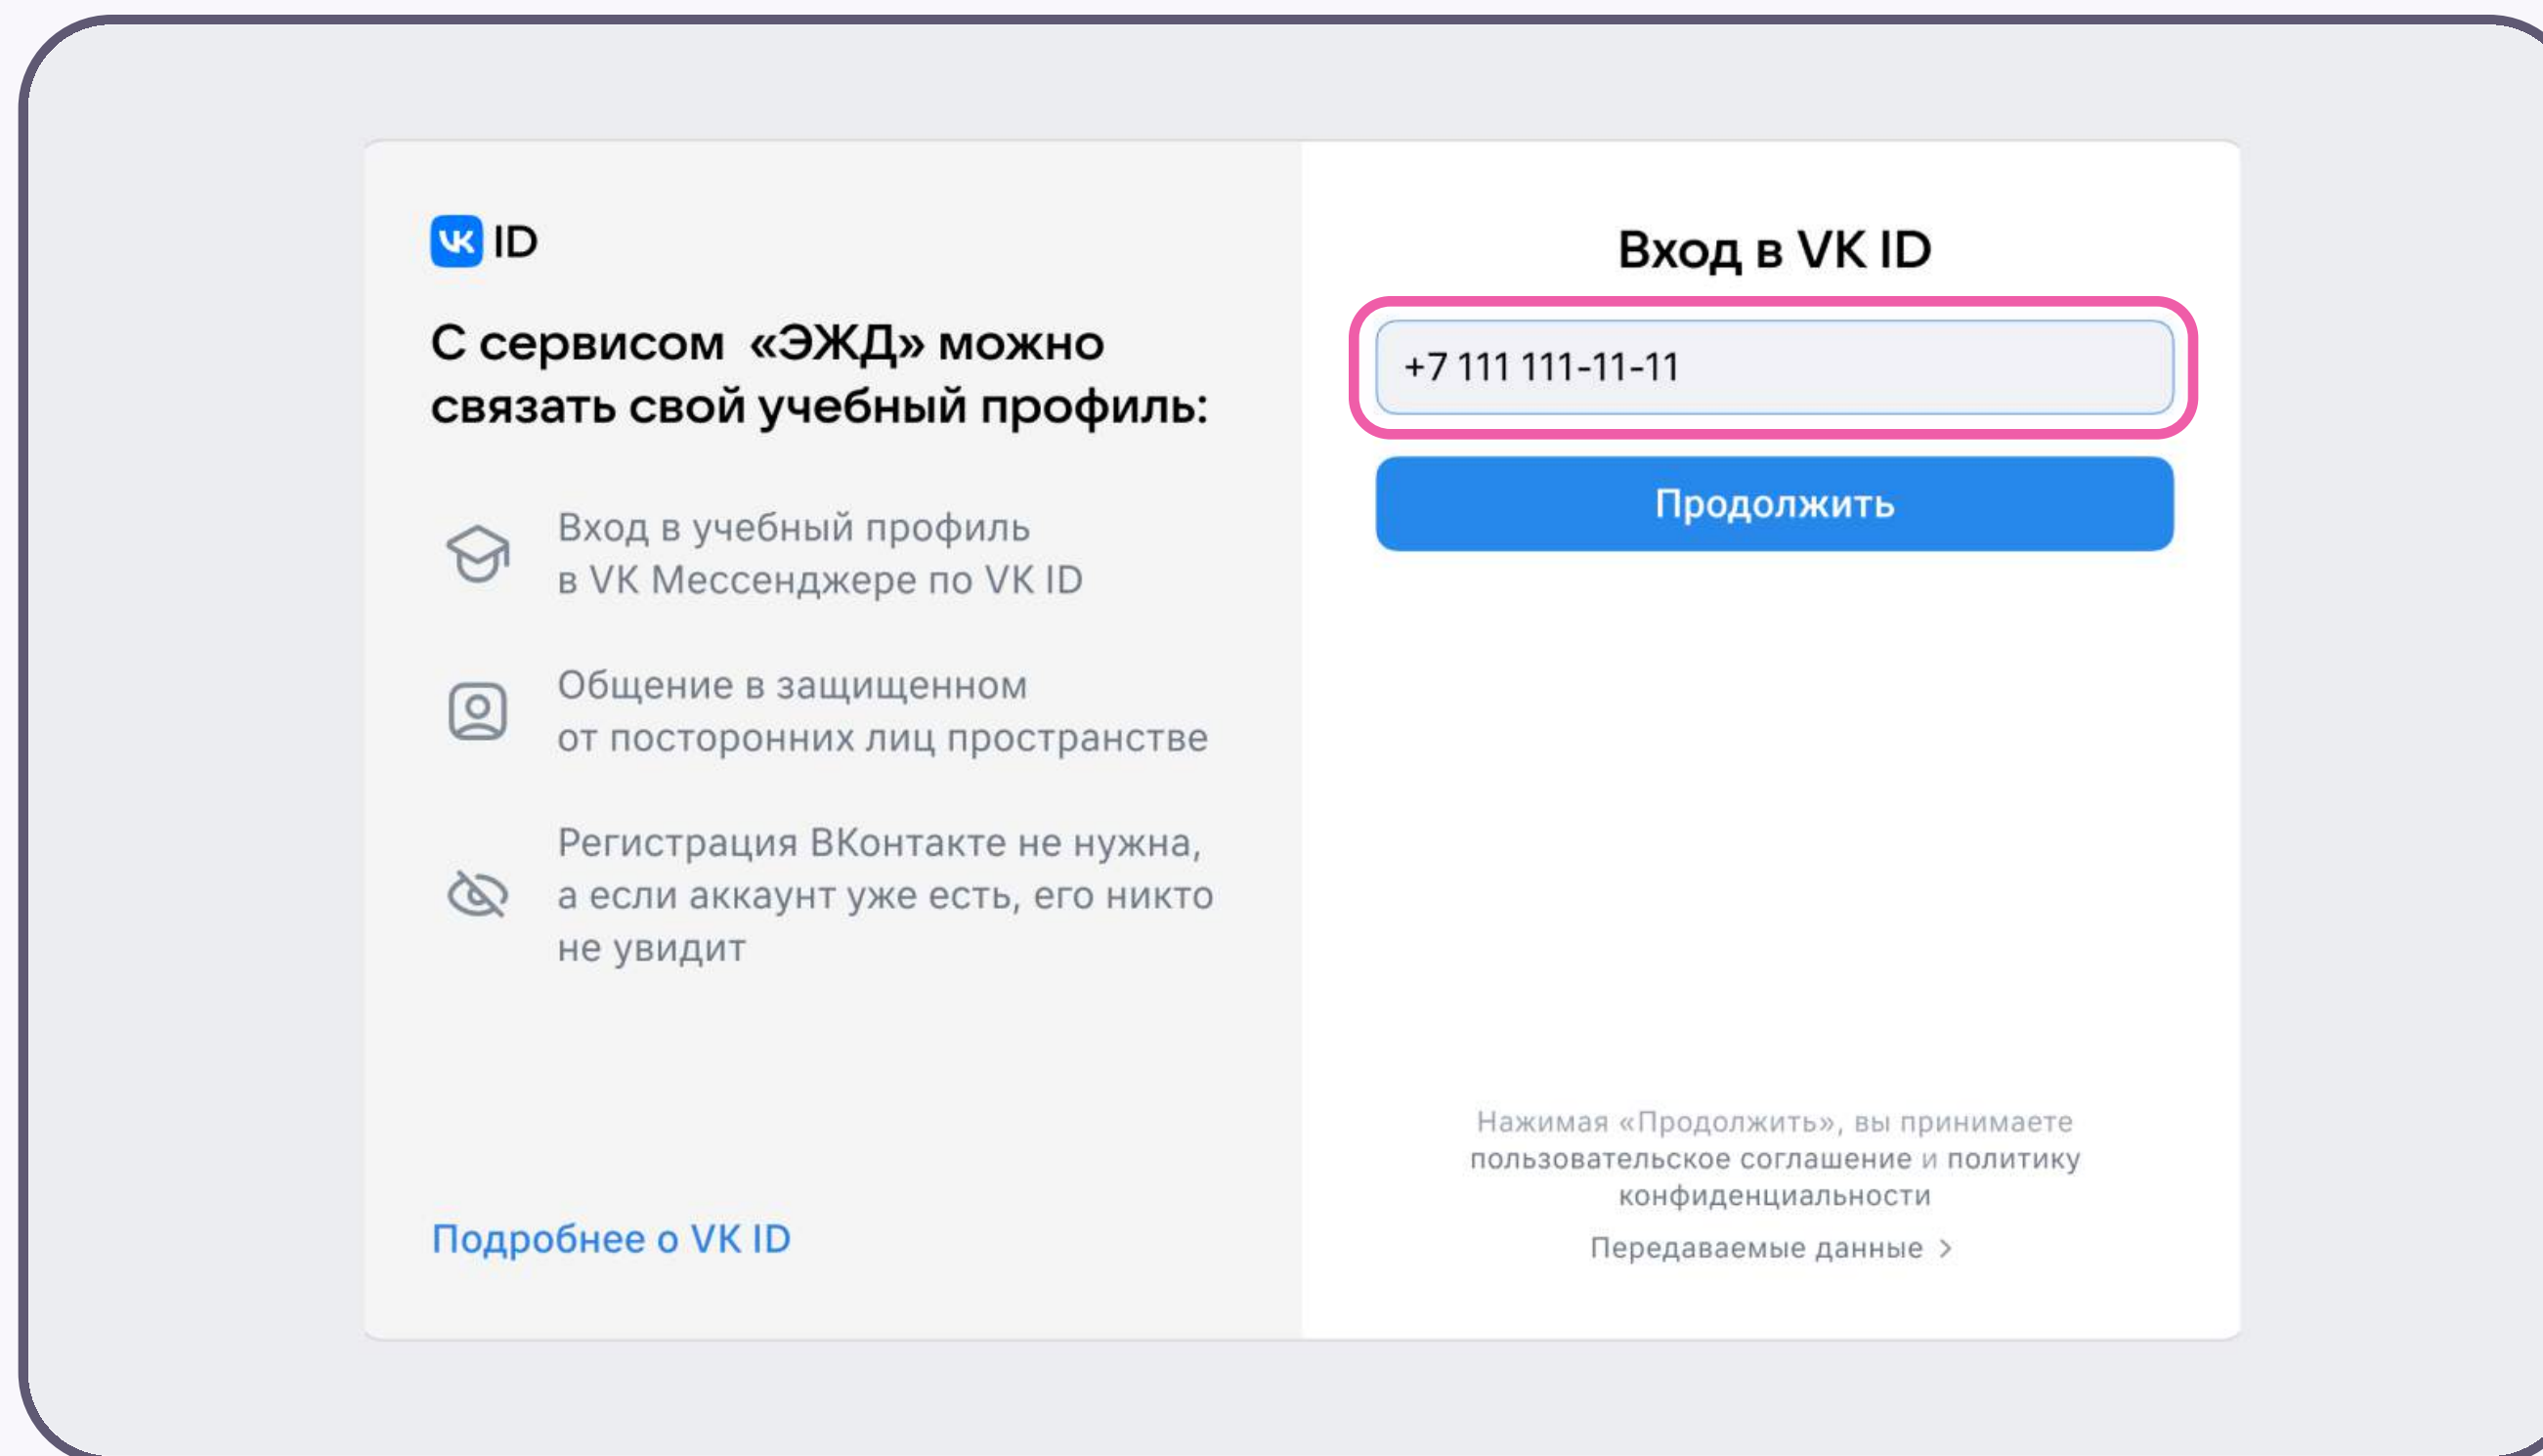 VK ID
С сервисом «ЭЖД» можно
связать свой учебный профиль:
Вход в учебный профиль
в VK Мессенджере по VK ID
Общение в защищенном
от посторонних лиц пространстве
Регистрация ВКонтакте не нужна,
а если аккаунт уже есть, его никто
не увидит
Подробнее о VK ID
Вход в VK ID
+7 111 111-11-11
Продолжить
Нажимая «Продолжить», вы принимаете
пользовательское соглашение и политику
конфиденциальности
Передаваемые данные >